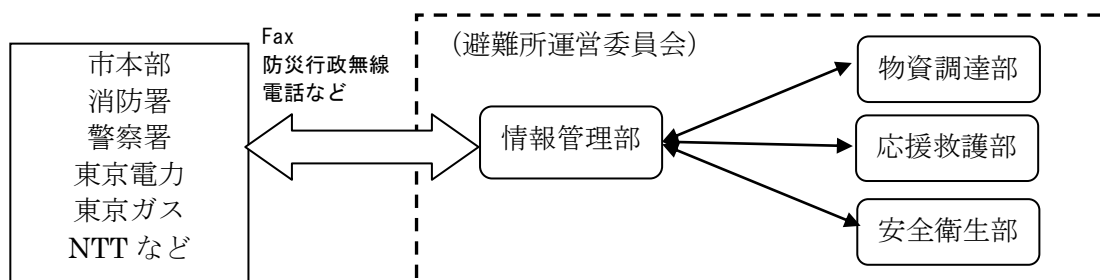 市本部
消防署
警察署
東京電力
東京ガス
NTT など
Fax
防災行政無線
電話など
（避難所運営委員会）
情報管理部
物資調達部
応援救護部
安全衛生部